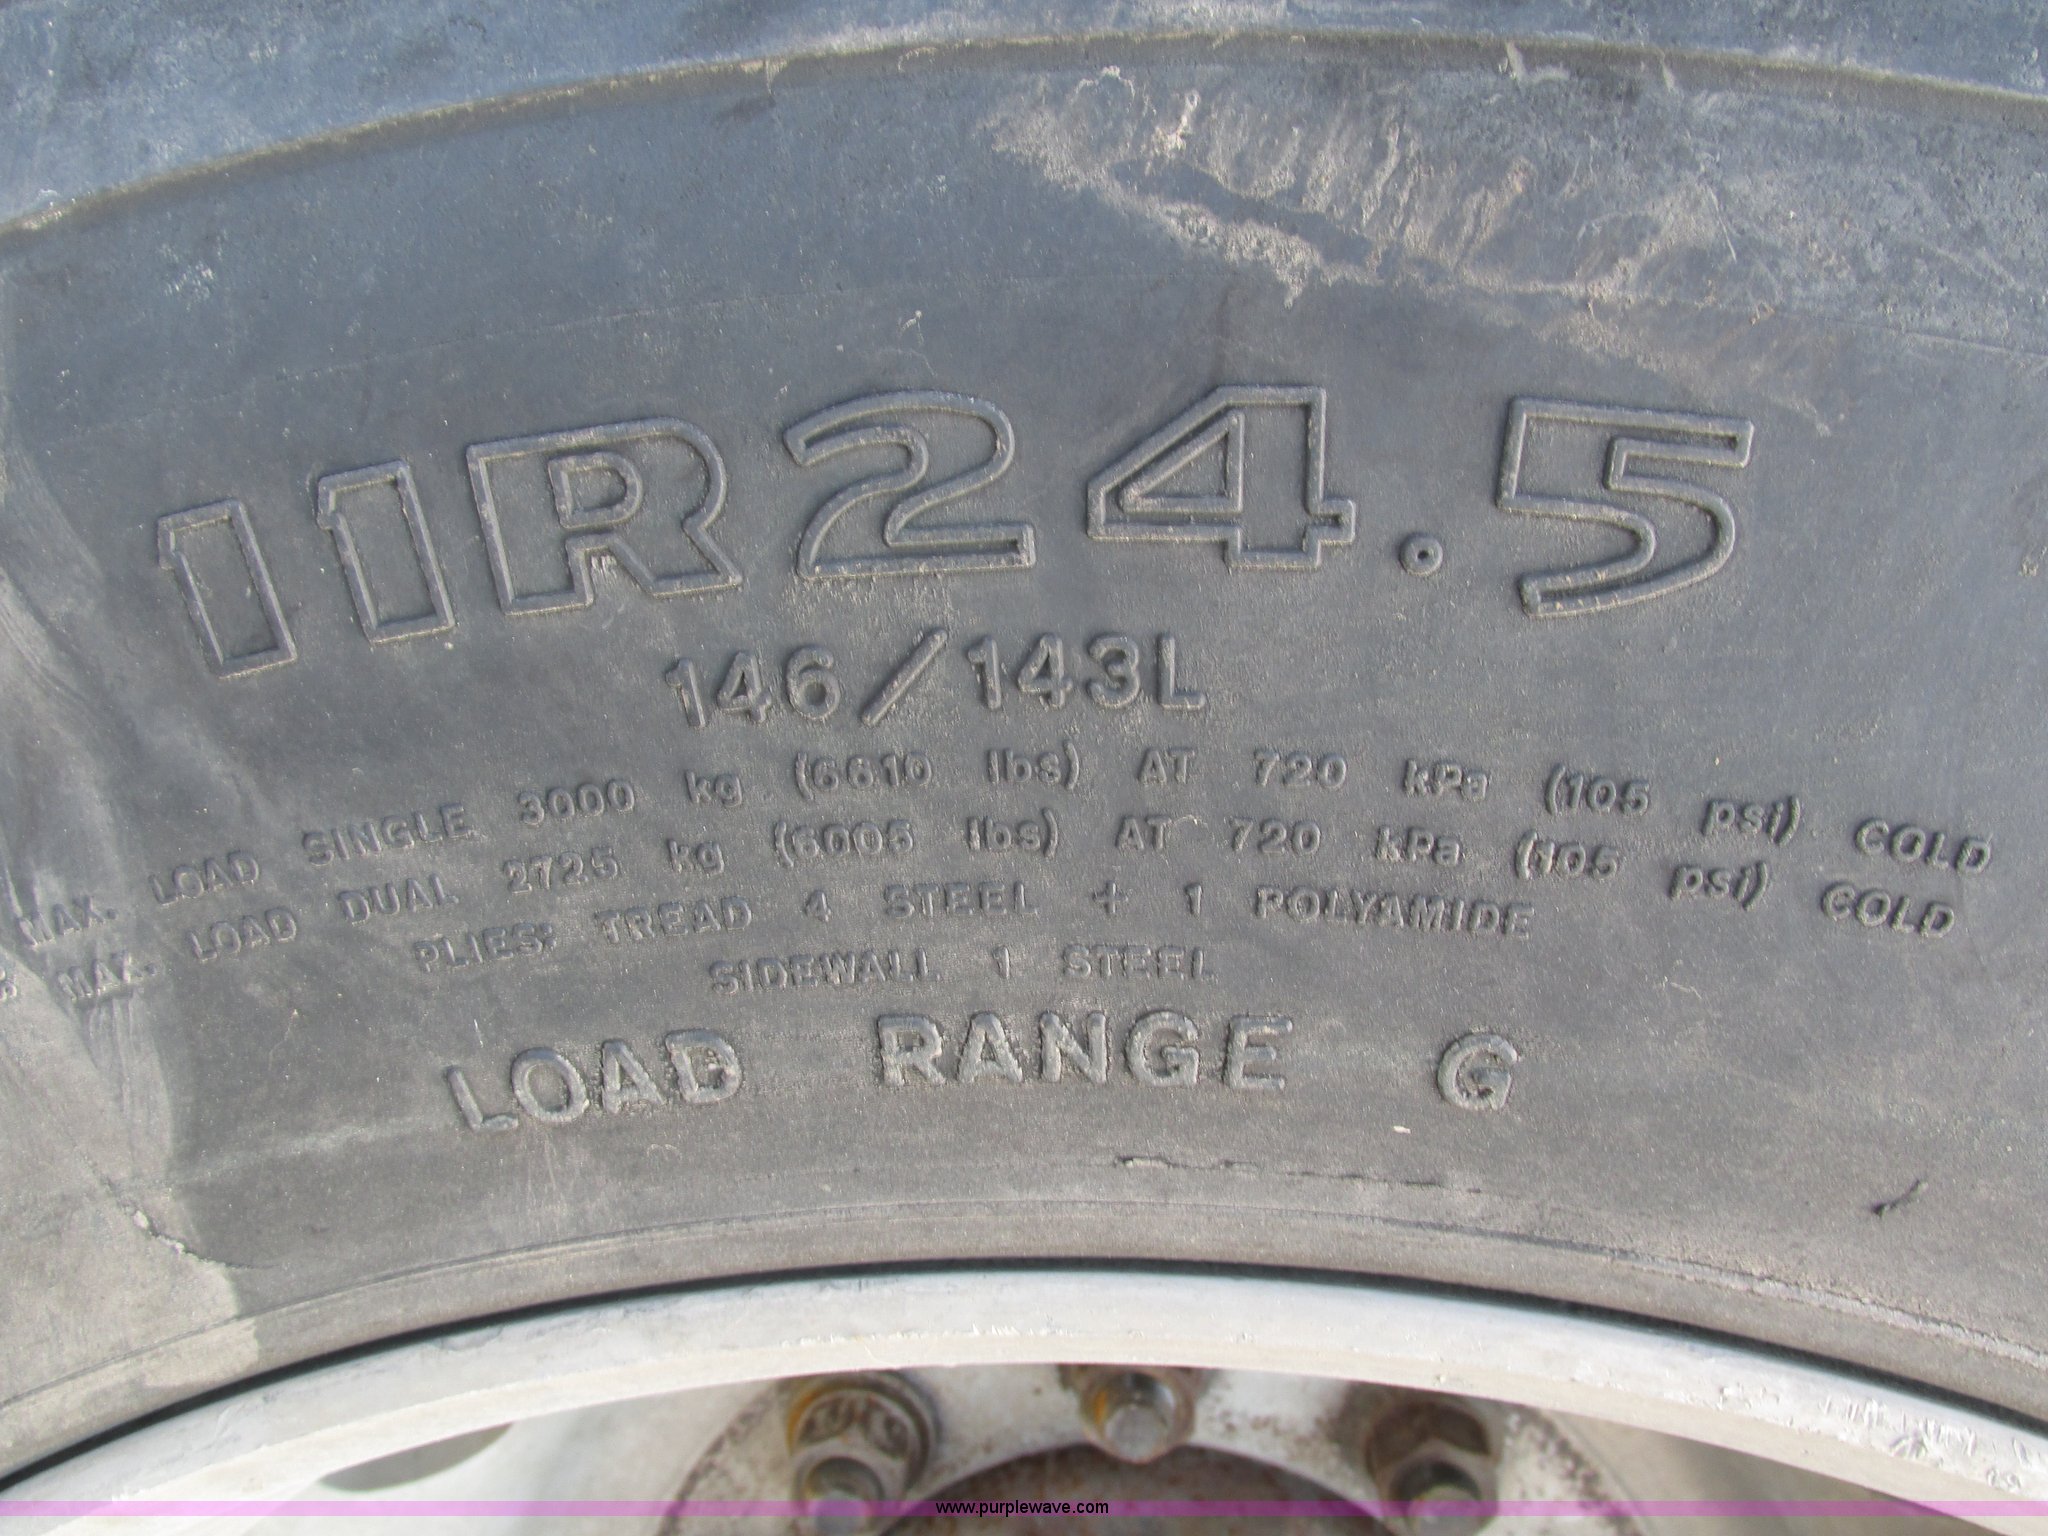 11R24.5
146/143L
MAX. LOAD SINGLE 3000 kg (6610 lbs) AT 720 kPa (105 psi) COLD
MAX. LOAD DUAL 2725 kg (6005 lbs) AT 720 kPa (105 psi) COLD
PLIES: TREAD 4 STEEL + 1 POLYAMIDE
SIDEWALL 1 STEEL
LOAD RANGE G
www.purplewave.com